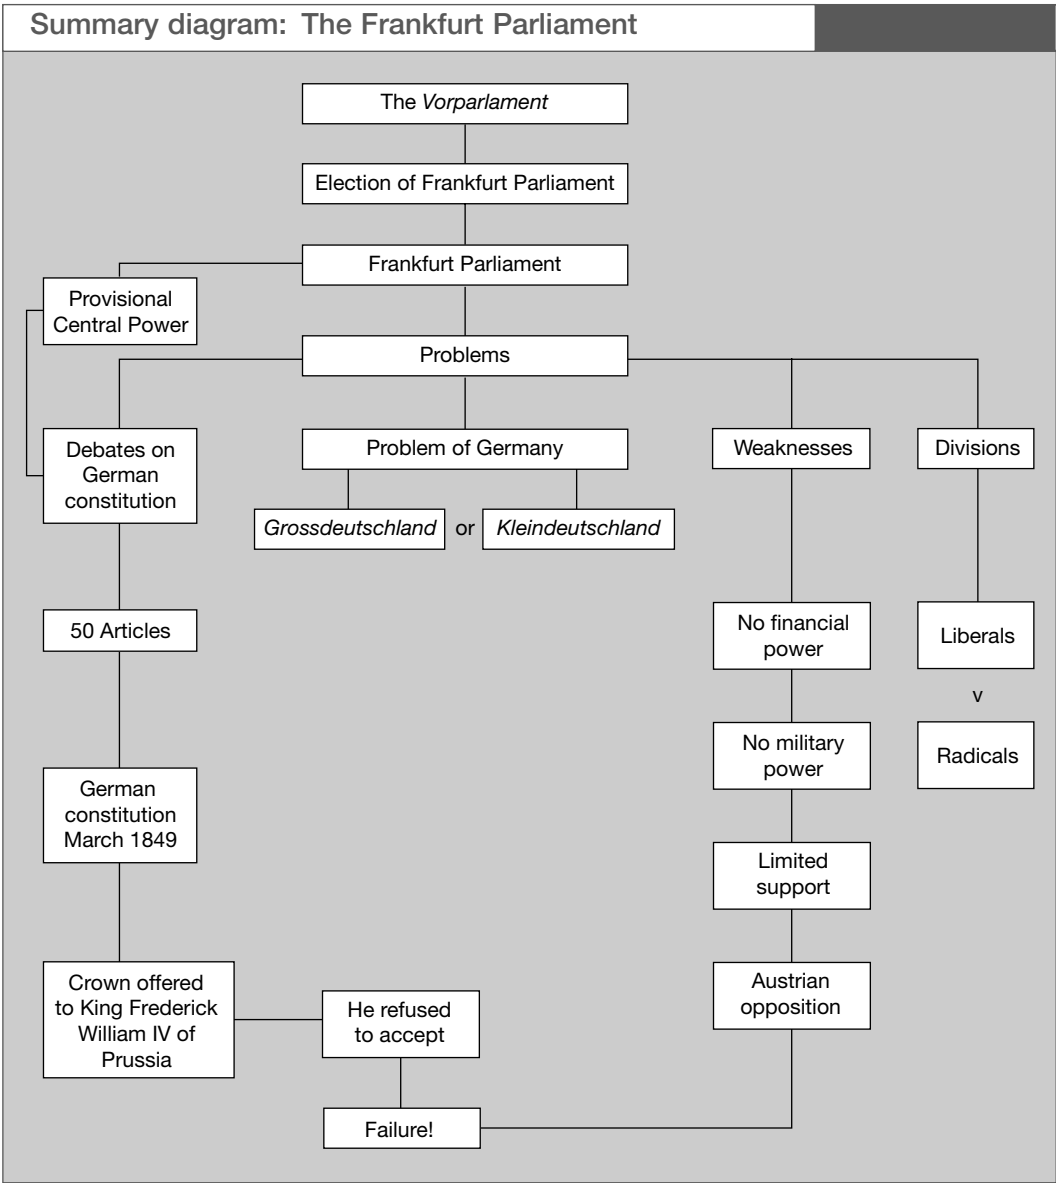 Summary diagram: The Frankfurt Parliament
The Vorparlament
Election of Frankfurt Parliament
Frankfurt Parliament
Provisional
Central Power
Problems
Debates on
German
constitution
Problem of Germany
Grossdeutschland or Kleindeutschland
Weaknesses
Divisions
50 Articles
No financial
power
Liberals
v
Radicals
No military
power
German
constitution
March 1849
Limited
support
Crown offered
to King Frederick
William IV of
Prussia
He refused
to accept
Austrian
opposition
Failure!